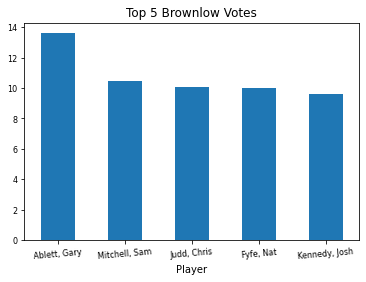 Top 5 Brownlow Votes
14
12
10
8
6
4
2
0
Ablett, Gary
Mitchell, Sam
Judd, Chris
Fyfe, Nat
Kennedy, Josh
Player